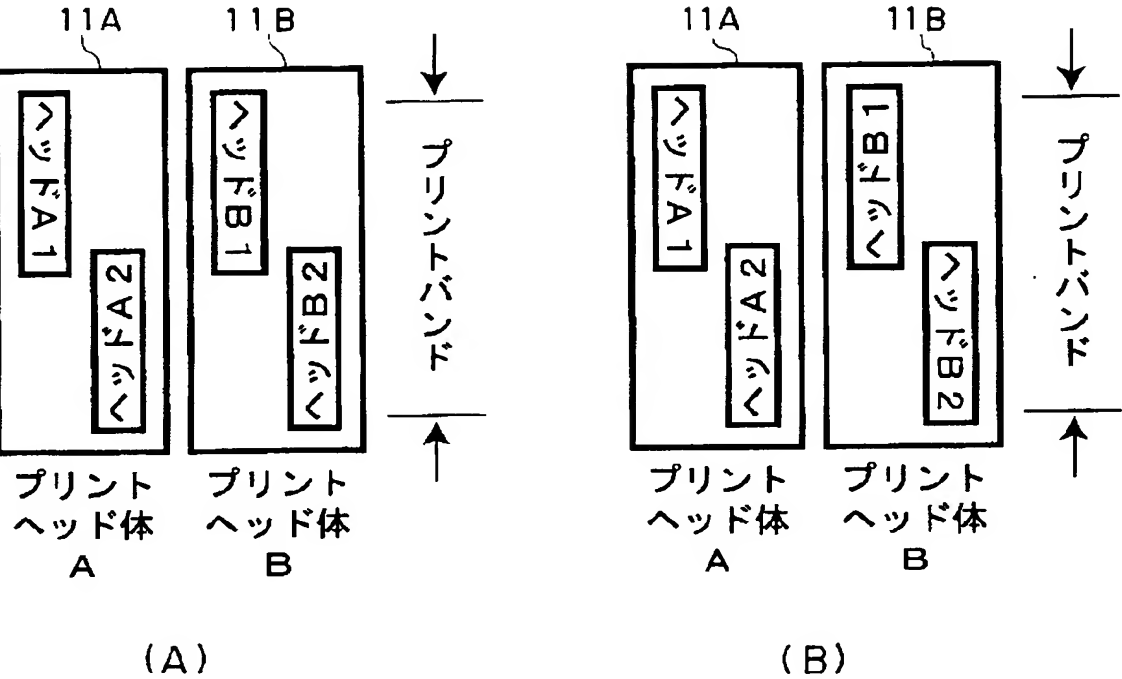 11A
11B
ヘッドA1
ヘッドA2
ヘッドB1
ヘッドB2
プリントバンド
プリント
ヘッド体
A
プリント
ヘッド体
B
(A)
11A
11B
ヘッドA1
ヘッドA2
ヘッドB1
ヘッドB2
プリントバンド
プリント
ヘッド体
A
プリント
ヘッド体
B
(B)